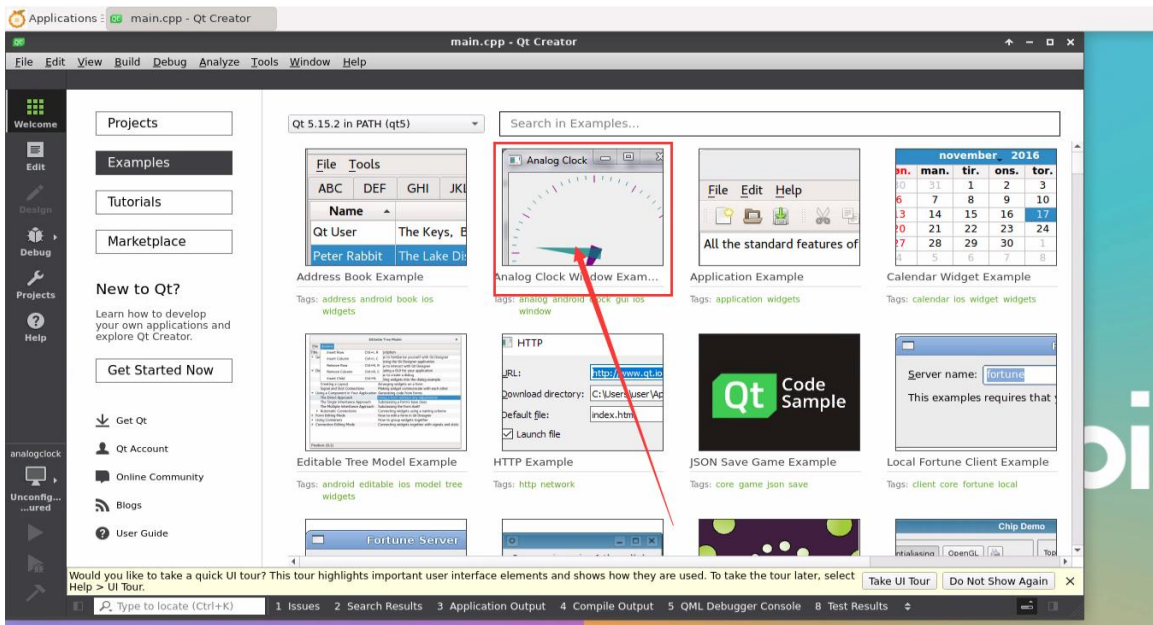 Applications
main.cpp - Qt Creator
main.cpp - Qt Creator
File Edit View Build Debug Analyze Tools Window Help
Welcome
Edit
Design
Debug
Projects
Help
analogclock
Unconfig...
...ured
Projects
Examples
Tutorials
Marketplace
New to Qt?
Learn how to develop
your own applications and
explore Qt Creator.
Get Started Now
Get Qt
Qt Account
Online Community
Blogs
User Guide
Qt 5.15.2 in PATH (qt5)
Search in Examples...
File Tools
ABC DEF GHI JKL
Name
Qt User The Keys, B
Peter Rabbit The Lake Dis
Address Book Example
Tags: address android book ios
widgets
Analog Clock
Analog Clock Window Exam...
Tags: analog android clock gui ios
window
File Edit Help
All the standard features of
Application Example
Tags: application widgets
november 2016
man. tir. ons. tor.
31 1 2 3
7 8 9 10
14 15 16 17
21 22 23 24
28 29 30 1
5 6 7 8
Calendar Widget Example
Tags: calendar ios widget widgets
Editable Tree Model Example
Tags: android editable ios model tree
widgets
HTTP
URL: http://www.qt.io
Download directory: C:\Users\user\Ap
Default file: index.htm
Launch file
HTTP Example
Tags: http network
Qt Code
Sample
JSON Save Game Example
Tags: core game json save
Server name: fortune
This examples requires that
Local Fortune Client Example
Tags: client core fortune local
Fortune Server
Chip Demo
OpenGL
Would you like to take a quick UI tour? This tour highlights important user interface elements and shows how they are used. To take the tour later, select
Help > UI Tour.
Take UI Tour
Do Not Show Again
Type to locate (Ctrl+K)
1 Issues 2 Search Results 3 Application Output 4 Compile Output 5 QML Debugger Console 8 Test Results
pi